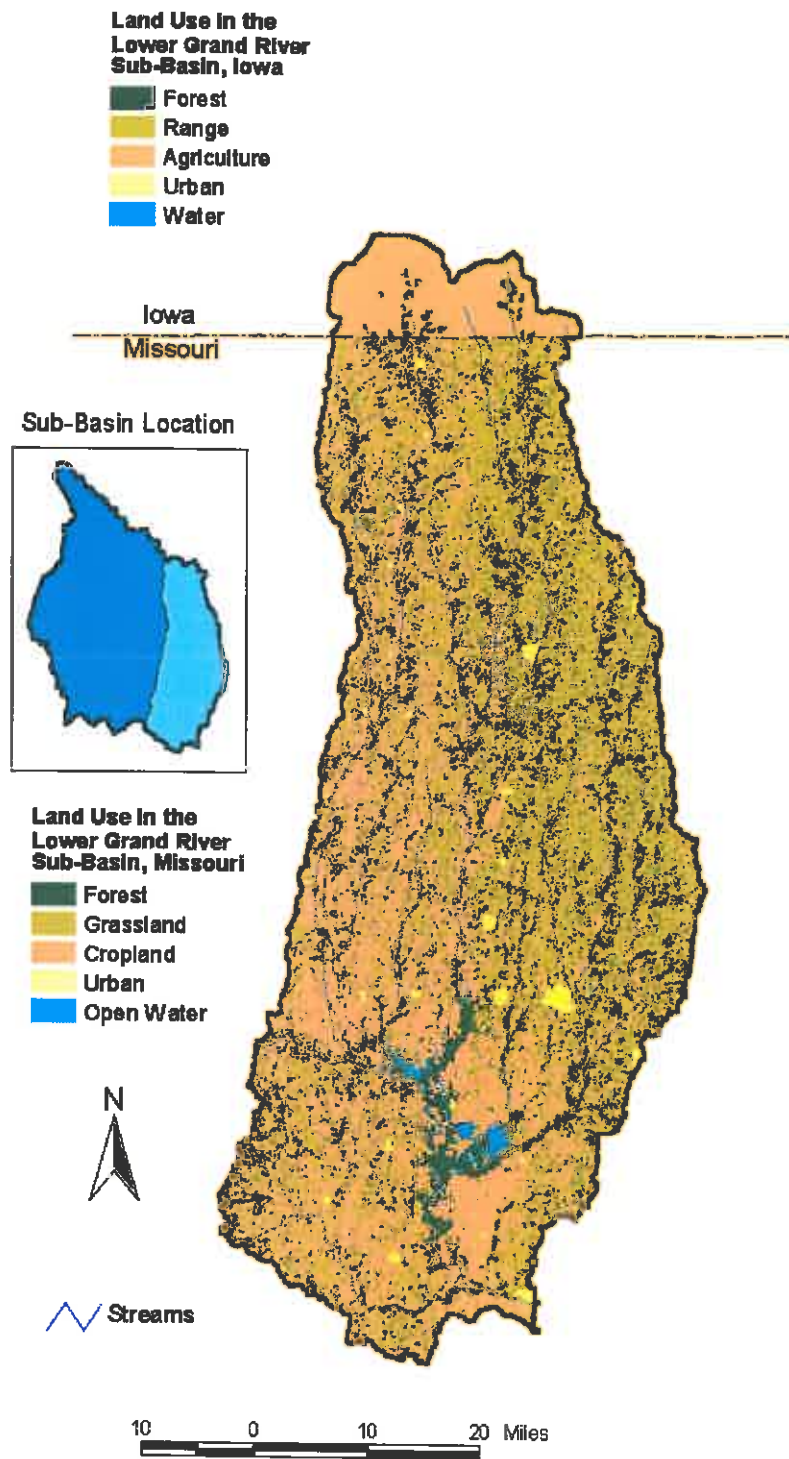 Land Use in the
Lower Grand River
Sub-Basin, Iowa
Forest
Range
Agriculture
Urban
Water
Iowa
Missouri
Sub-Basin Location
Land Use in the
Lower Grand River
Sub-Basin, Missouri
Forest
Grassland
Cropland
Urban
Open Water
N
Streams
10 0 10 20 Miles